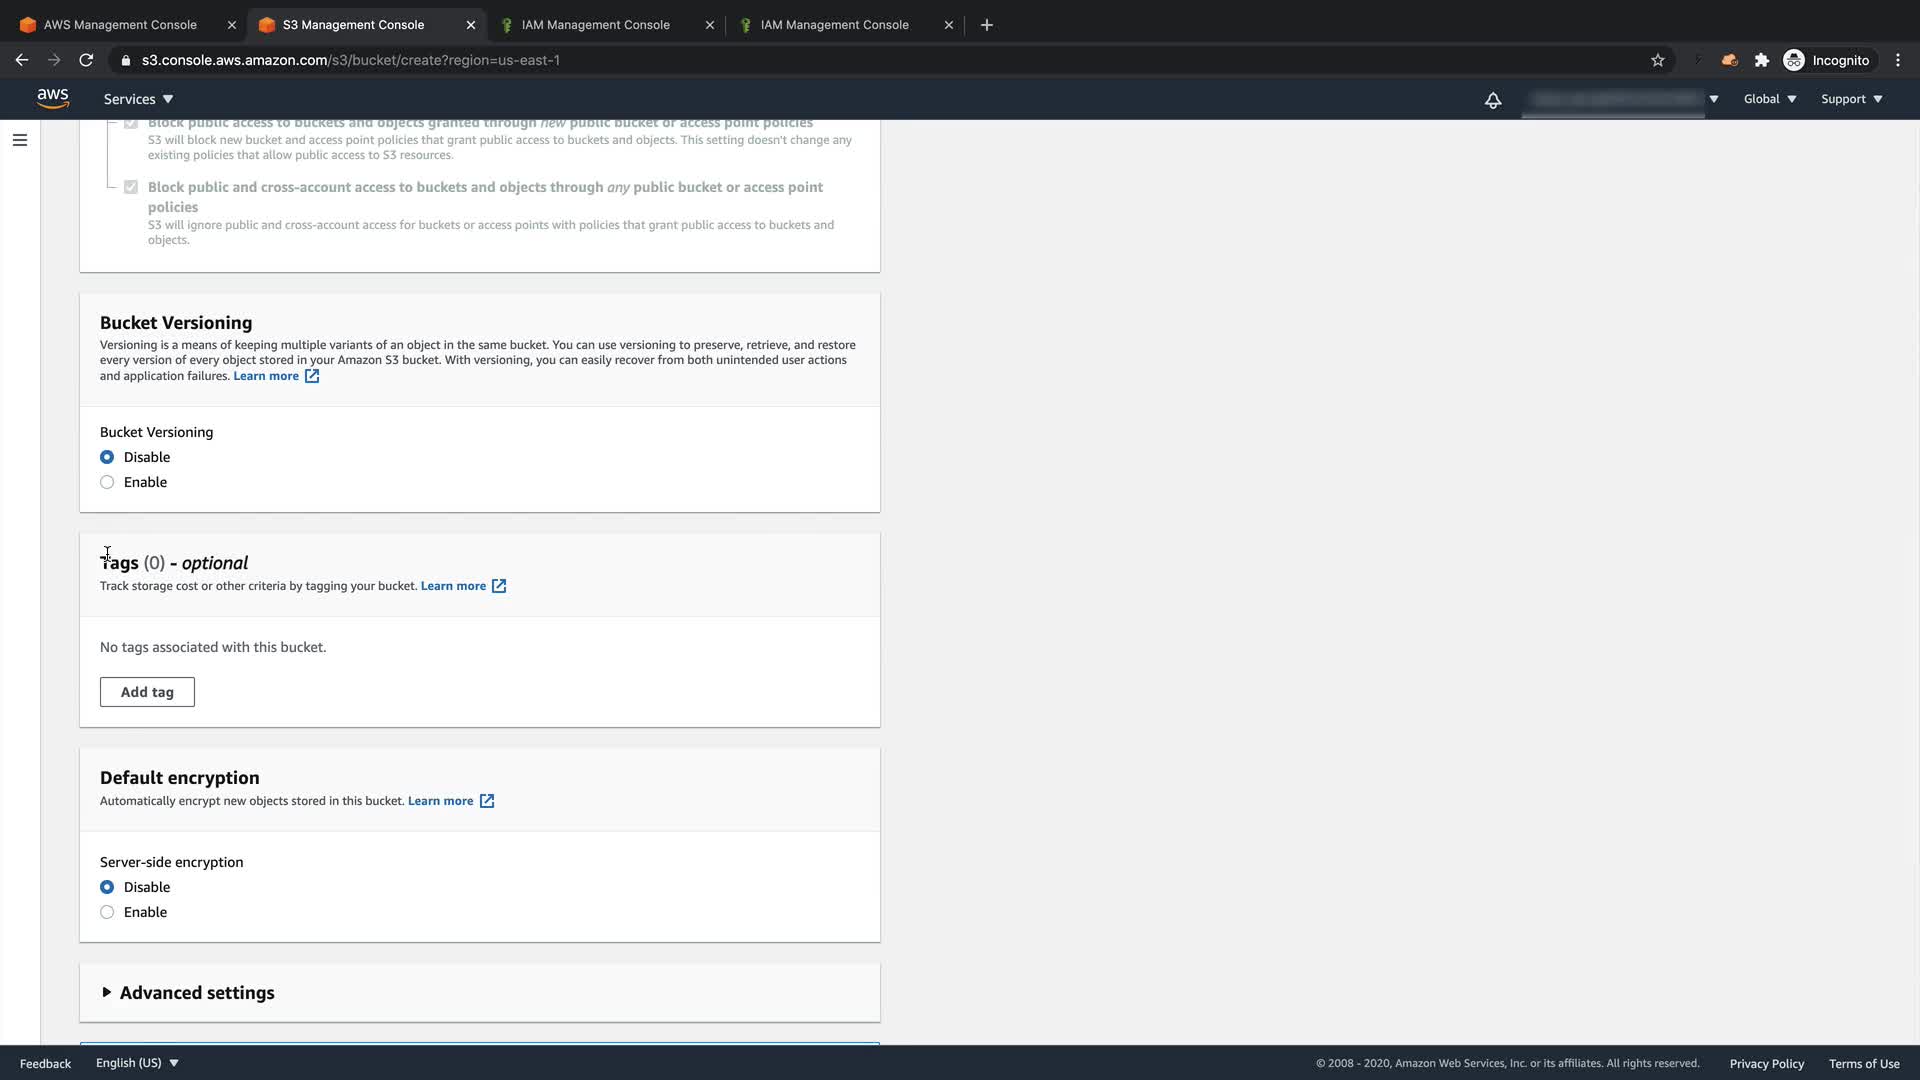 AWS Management Console
S3 Management Console
IAM Management Console
IAM Management Console
s3.console.aws.amazon.com/s3/bucket/create?region=us-east-1
Incognito
aws
Services
Global
Support
Block public access to buckets and objects granted through new public bucket or access point policies
S3 will block new bucket and access point policies that grant public access to buckets and objects. This setting doesn't change any
existing policies that allow public access to S3 resources.
Block public and cross-account access to buckets and objects through any public bucket or access point
policies
S3 will ignore public and cross-account access for buckets or access points with policies that grant public access to buckets and
objects.
Bucket Versioning
Versioning is a means of keeping multiple variants of an object in the same bucket. You can use versioning to preserve, retrieve, and restore
every version of every object stored in your Amazon S3 bucket. With versioning, you can easily recover from both unintended user actions
and application failures. Learn more
Bucket Versioning
Disable
Enable
Tags (0) - optional
Track storage cost or other criteria by tagging your bucket. Learn more
No tags associated with this bucket.
Add tag
Default encryption
Automatically encrypt new objects stored in this bucket. Learn more
Server-side encryption
Disable
Enable
Advanced settings
Feedback
English (US)
© 2008 - 2020, Amazon Web Services, Inc. or its affiliates. All rights reserved.
Privacy Policy
Terms of Use